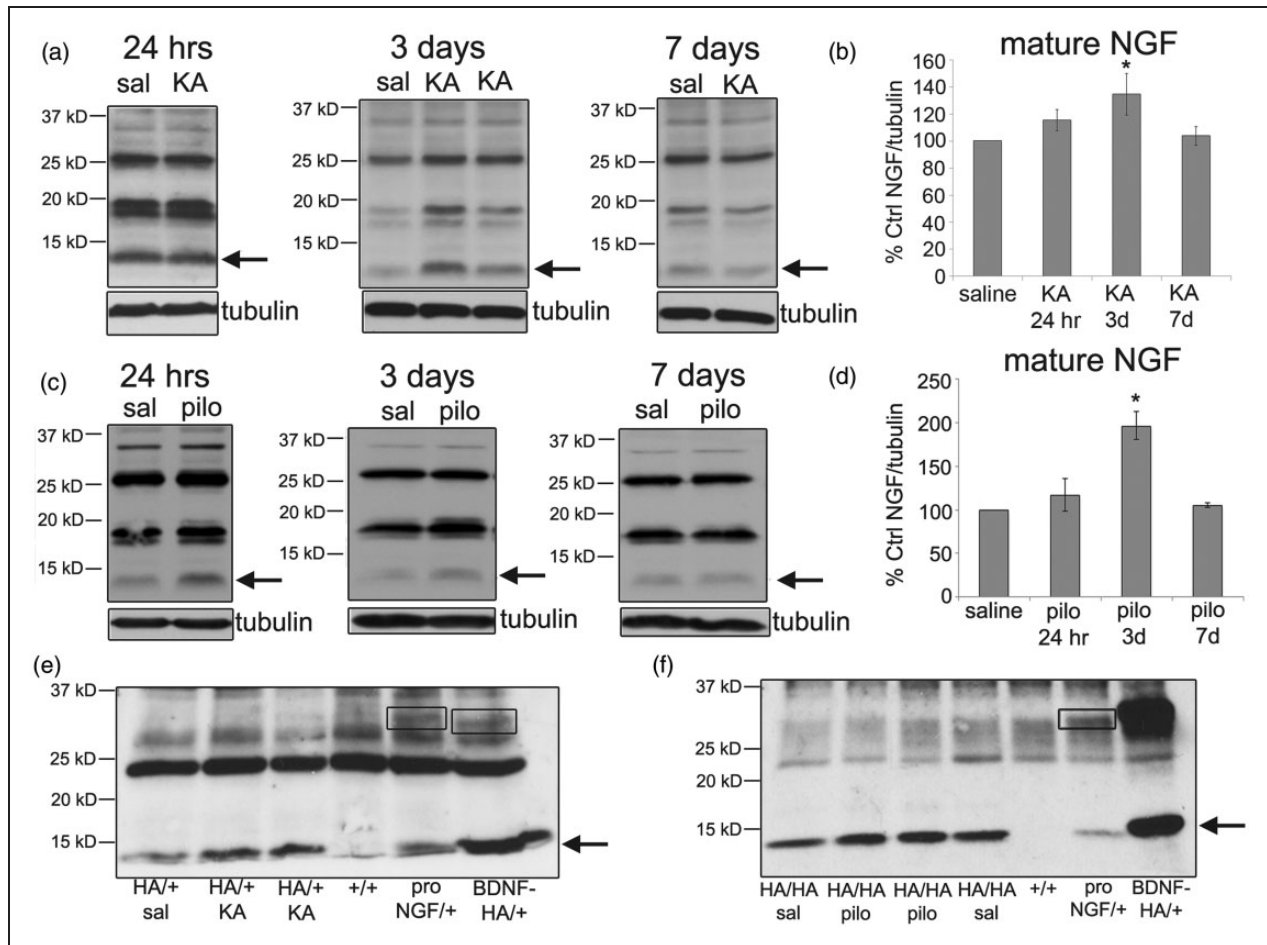 (a)
24 hrs
3 days
7 days
sal KA
sal KA KA
sal KA
37 kD
25 kD
20 kD
15 kD
tubulin
37 kD
25 kD
20 kD
15 kD
tubulin
37 kD
25 kD
20 kD
15 kD
tubulin
(b)
mature NGF
% Ctrl NGF/tubulin
160
140
120
100
80
60
40
20
0
*
saline KA KA KA
24 hr 3d 7d
(c)
24 hrs
3 days
7 days
sal pilo
sal pilo
sal pilo
37 kD
25 kD
20 kD
15 kD
tubulin
37 kD
25 kD
20 kD
15 kD
tubulin
37 kD
25 kD
20 kD
15 kD
tubulin
(d)
mature NGF
% Ctrl NGF/tubulin
250
200
150
100
50
0
*
saline pilo pilo pilo
24 hr 3d 7d
(e)
37 kD
25 kD
20 kD
15 kD
HA/+ HA/+ HA/+ +/+ pro BDNF-
sal KA KA NGF/+ HA/+
(f)
37 kD
25 kD
20 kD
15 kD
HA/HA HA/HA HA/HA HA/HA +/+ pro BDNF-
sal pilo pilo sal NGF/+ HA/+